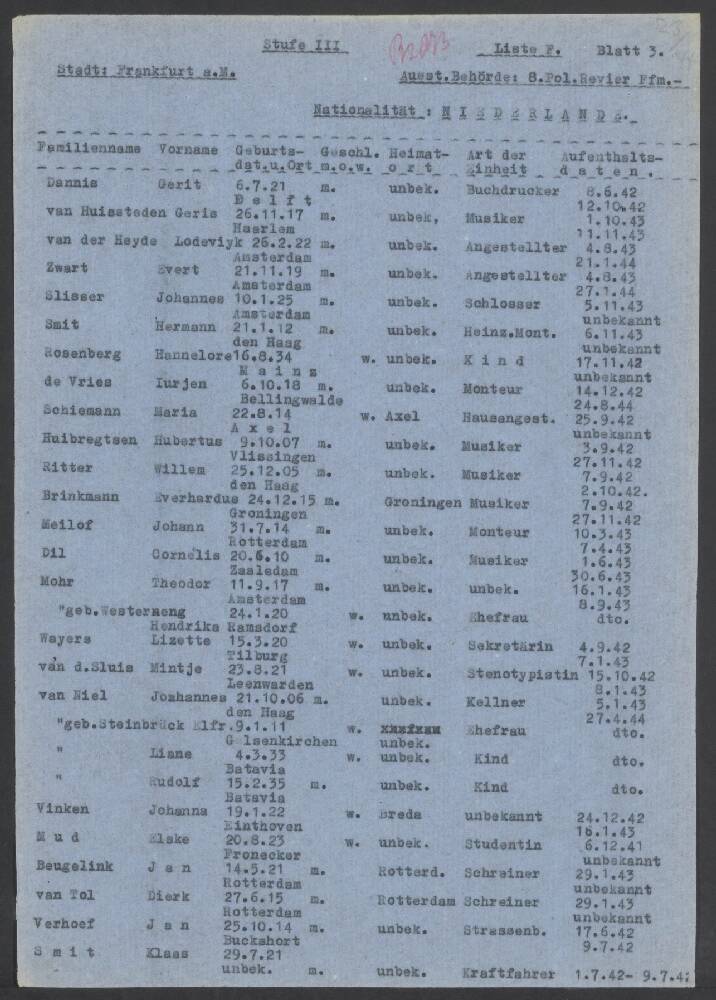 Stufe III Liste F. Blatt 3.
Stadt: Frankfurt a.M. Ausst.Behörde: 8.Pol.Revier Ffm.-
Nationalität : N I E D E R L A N D E.
Familienname Vorname Geburts- Geschl. Heimat- Art der Aufenthalts-
dat.u.Ort m.o.w. o r t Einheit d a t e n .
Dannis Gerit 6.7.21 m. unbek. Buchdrucker 8.6.42
D e l f t 12.10.42
van Huisseden Geris 26.11.17 m. unbek, Musiker 1.10.43
Haarlem 11.11.43
van der Heyde Lodeviyk 26.2.22 m. unbek. Angestellter 4.8.43
Amsterdam 21.1.44
Zwart Evert 21.11.19 m. unbek. Angestellter 4.8.43
Amsterdam 27.1.44
Slisser Johannes 10.1.25 m. unbek. Schlosser 5.11.43
Amsterdam unbekannt
Smit Hermann 21.1.12 m. unbek. Heinz.Mont. 6.11.43
den Haag unbekannt
Rosenberg Hannelore16.8.34 w. unbek. K i n d 17.11.42
M a i n z unbekannt
de Vries Iurjen 6.10.18 m. unbek. Monteur 14.12.42
Bellingwalde 24.8.44
Schiemann Maria 22.8.14 w. Axel Hausangest. 25.9.42
A x e l unbekannt
Huibregtsen Hubertus 9.10.07 m. unbek. Musiker 3.9.42
Vlissingen 27.11.42
Ritter Willem 25.12.05 m. unbek. Musiker 7.9.42
den Haag 2.10.42.
Brinkmann Everhardus 24.12.15 m. Groningen Musiker 7.9.42
Groningen 27.11.42
Meilof Johann 31.7.14 m. unbek. Monteur 10.3.43
Rotterdam 7.4.43
Dil Cornelis 20.6.10 m. unbek. Musiker 1.6.43
Zaaledam 30.6.43
Mohr Theodor 11.9.17 m. unbek. unbek. 16.1.43
Amsterdam 8.9.43
"geb.Westerneng 24.1.20 w. unbek. Ehefrau dto.
Hendrika Ramsdorf
Wayers Lizette 15.3.20 w. unbek. Sekretärin 4.9.42
Tilburg 7.1.43
van d.Sluis Mintje 23.8.21 w. unbek. Stenotypistin 15.10.42
Leenwarden 8.1.43
van Niel Johannes 21.10.06 m. unbek. Kellner 5.1.43
den Haag 27.4.44
"geb.Steinbrück Elfr.9.1.11 w. Ehefrau dto.
Gelsenkirchen unbek.
" Liane 4.3.33 w. unbek. Kind dto.
Batavia
" Rudolf 15.2.35 m. unbek. Kind dto.
Batavia
Vinken Johanna 19.1.22 w. Breda unbekannt 24.12.42
Einthoven 16.1.43
M u d Elske 20.8.23 w. unbek. Studentin 6.12.41
Fronecker unbekannt
Beugelink J a n 14.5.21 m. Rotterd. Schreiner 29.1.43
Rotterdam unbekannt
van Tol Dierk 27.6.15 m. Rotterdam Schreiner 29.1.43
Rotterdam unbekannt
Verhoef J a n 25.10.14 m. unbek. Strassenb. 17.6.42
Buckshort 9.7.42
S m i t Klaas 29.7.21
unbek. m. unbek. Kraftfahrer 1.7.42- 9.7.42